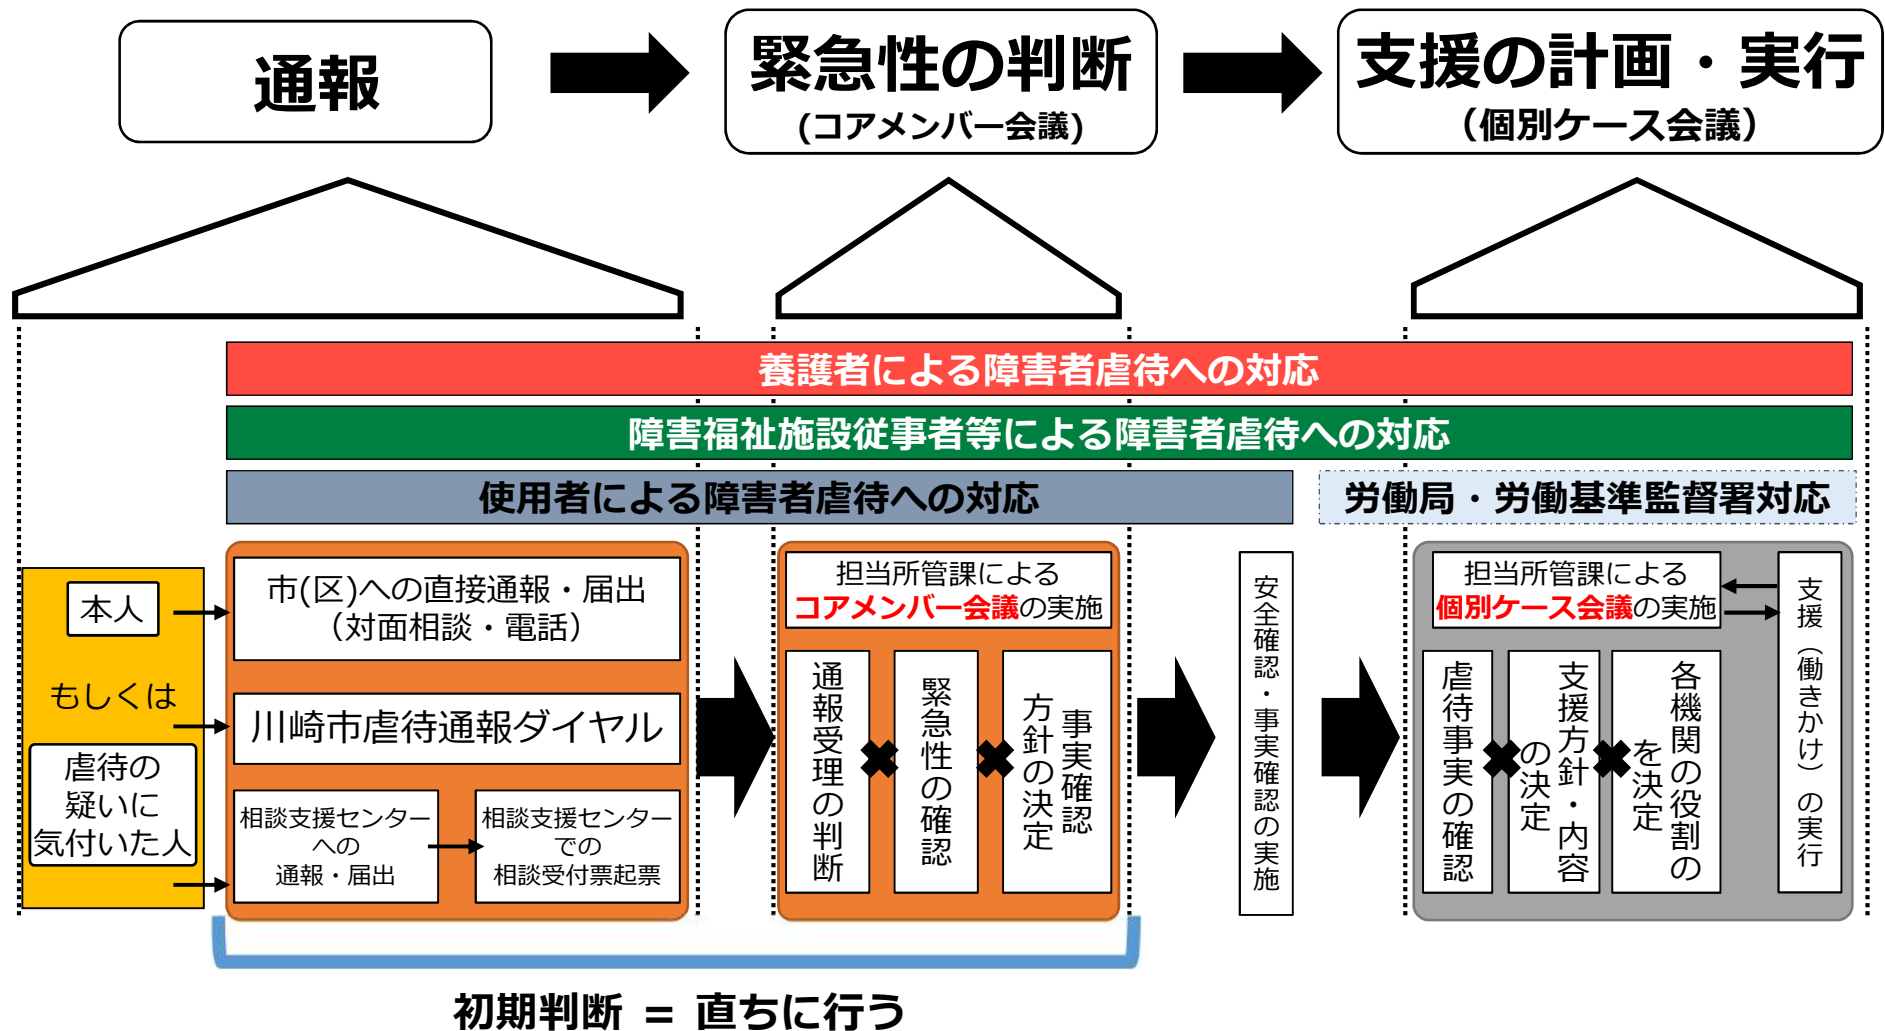 通報
緊急性の判断
(コアメンバー会議)
支援の計画・実行
（個別ケース会議）
養護者による障害者虐待への対応
障害福祉施設従事者等による障害者虐待への対応
使用者による障害者虐待への対応
労働局・労働基準監督署対応
本人
もしくは
虐待の
疑いに
気付いた人
市(区)への直接通報・届出
（対面相談・電話）
川崎市虐待通報ダイヤル
相談支援センター
への
通報・届出
相談支援センター
での
相談受付票起票
担当所管課による
コアメンバー会議の実施
通報受理の判断
緊急性の確認
事実確認
方針の決定
安全確認・事実確認の実施
担当所管課による
個別ケース会議の実施
虐待事実の確認
支援方針・内容
の決定
各機関の役割の
を決定
支援（働きかけ）の実行
初期判断 = 直ちに行う